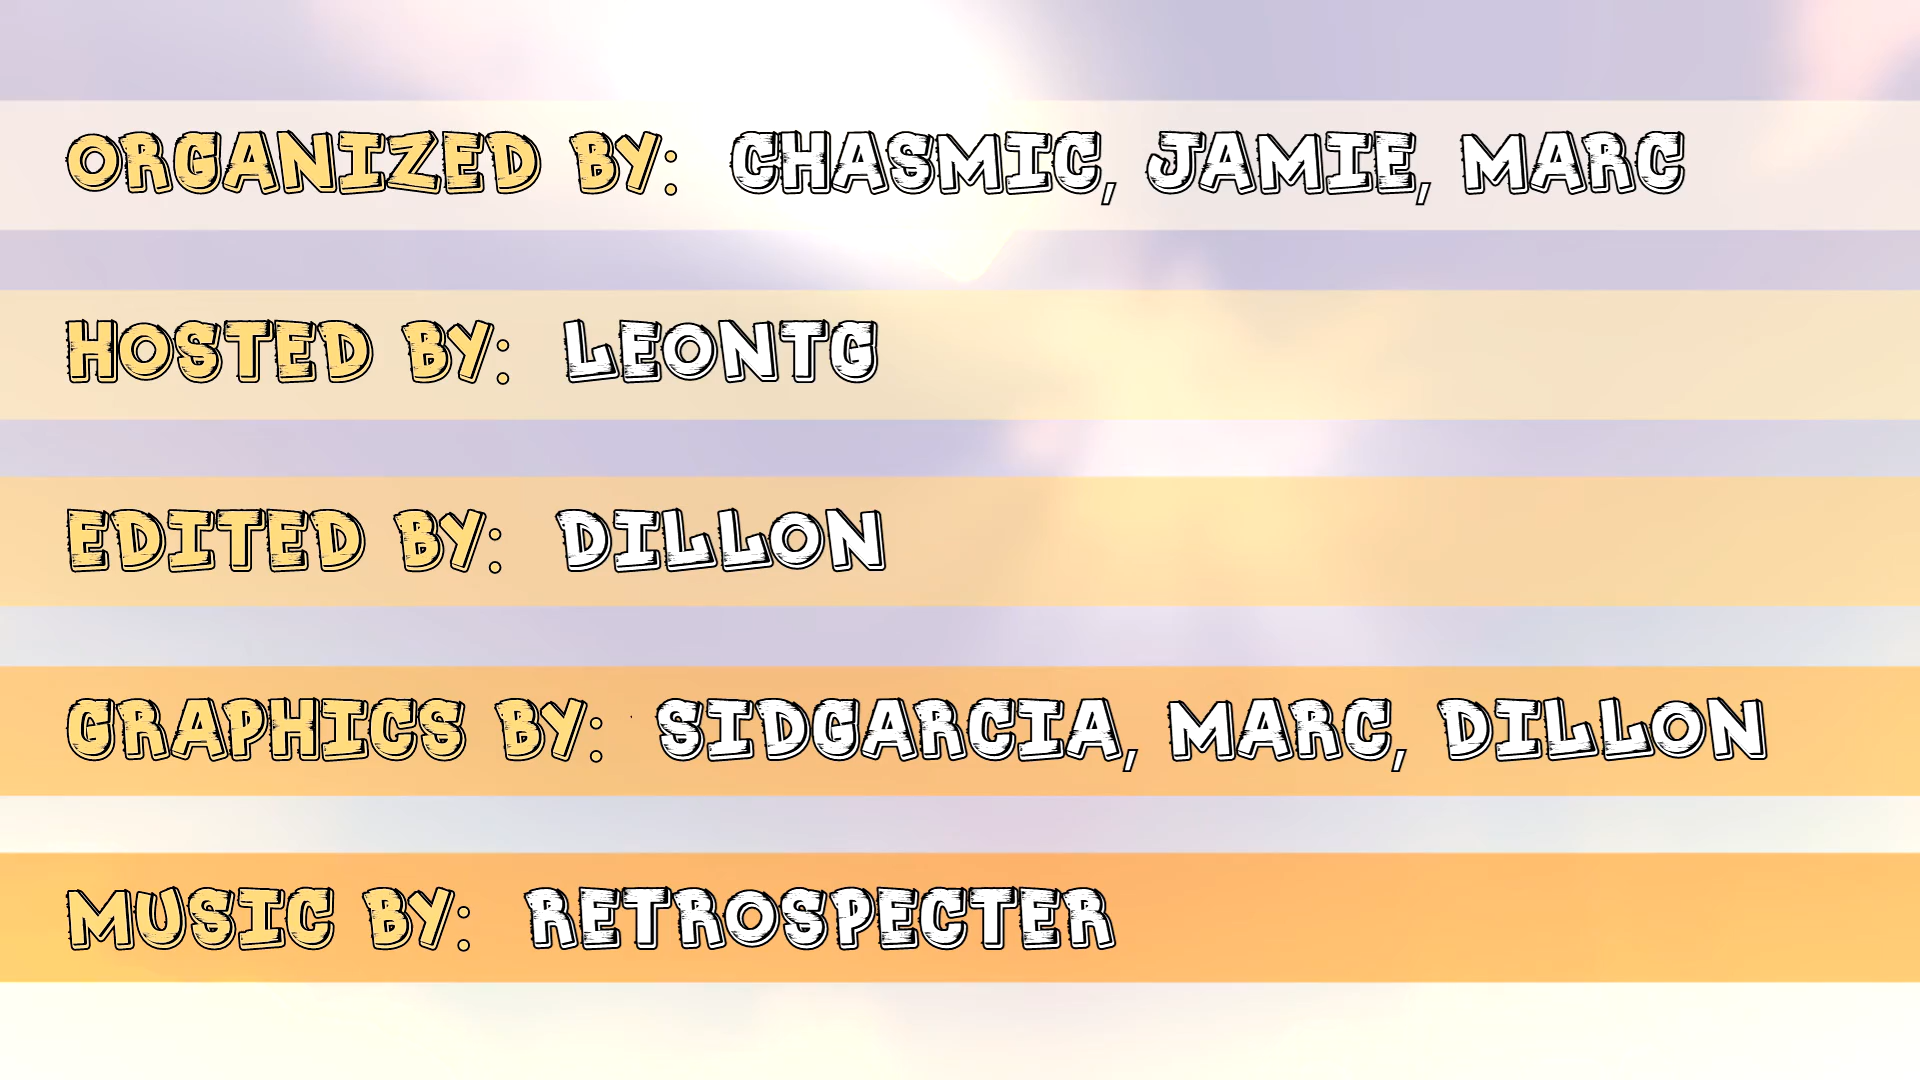 ORGANIZED BY: CHASMIC, JAMIE, MARC
HOSTED BY: LEONTG
EDITED BY: DILLON
GRAPHICS BY: SIDGARCIA, MARC, DILLON
MUSIC BY: RETROSPECTER